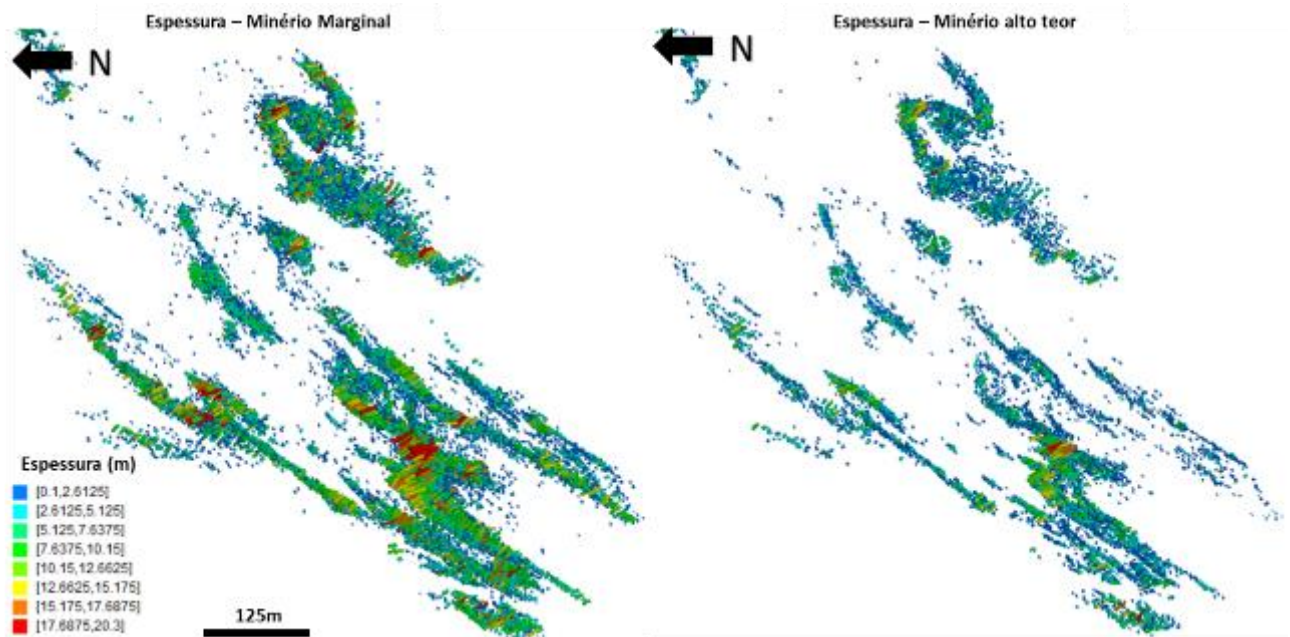 Espessura – Minério Marginal
N
Espessura (m)
[0.1,2.6125]
[2.6125,5.125]
[5.125,7.6375]
[7.6375,10.15]
[10.15,12.6625]
[12.6625,15.175]
[15.175,17.6875]
[17.6875,20.3]
125m
Espessura – Minério alto teor
N